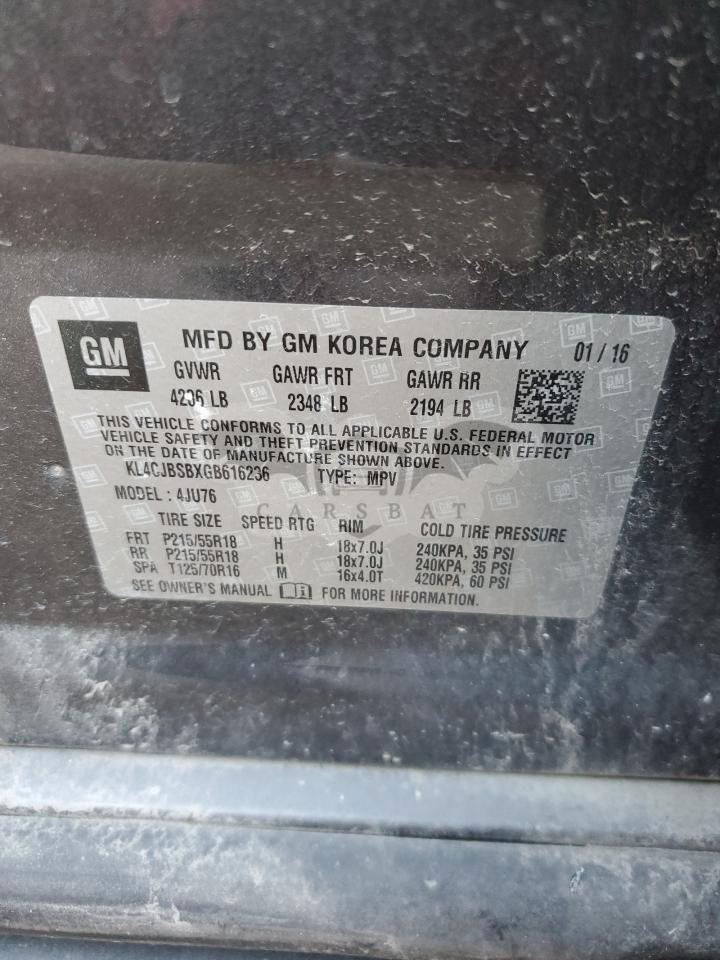 GM
MFD BY GM KOREA COMPANY 01 / 16
GVWR GAWR FRT GAWR RR
4236 LB 2348 LB 2194 LB
THIS VEHICLE CONFORMS TO ALL APPLICABLE U.S. FEDERAL MOTOR
VEHICLE SAFETY AND THEFT PREVENTION STANDARDS IN EFFECT
ON THE DATE OF MANUFACTURE SHOWN ABOVE.
KL4CJBSBXGB616236 TYPE: MPV
MODEL: 4JU76
CARSBAT
TIRE SIZE SPEED RTG RIM COLD TIRE PRESSURE
FRT P215/55R18 H 18x7.0J 240KPA, 35 PSI
RR P215/55R18 H 18x7.0J 240KPA, 35 PSI
SPA T125/70R16 M 16x4.0T 420KPA, 60 PSI
SEE OWNER'S MANUAL FOR MORE INFORMATION.